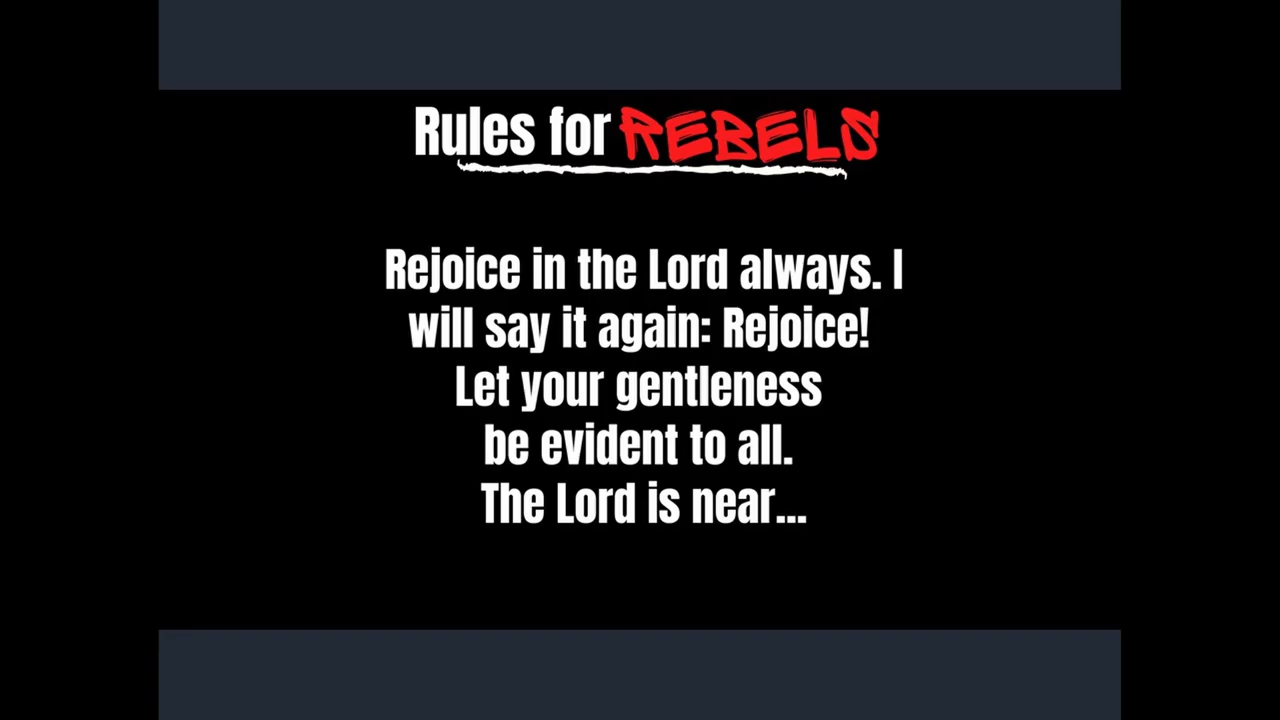 Rules for REBELS
Rejoice in the Lord always. I
will say it again: Rejoice!
Let your gentleness
be evident to all.
The Lord is near...